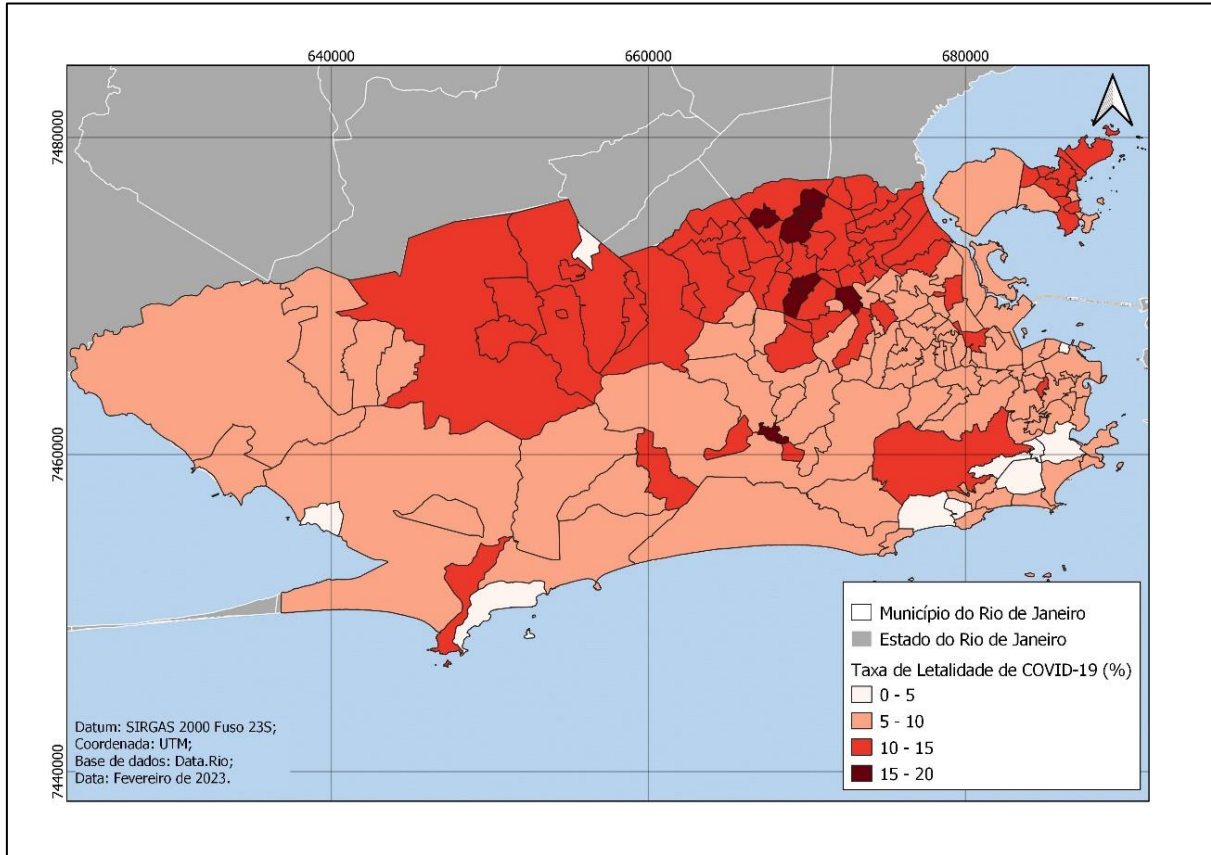 640000
660000
680000
7480000
7460000
7440000
Município do Rio de Janeiro
Estado do Rio de Janeiro
Taxa de Letalidade de COVID-19 (%)
0 - 5
5 - 10
10 - 15
15 - 20
Datum: SIRGAS 2000 Fuso 23S;
Coordenada: UTM;
Base de dados: Data.Rio;
Data: Fevereiro de 2023.